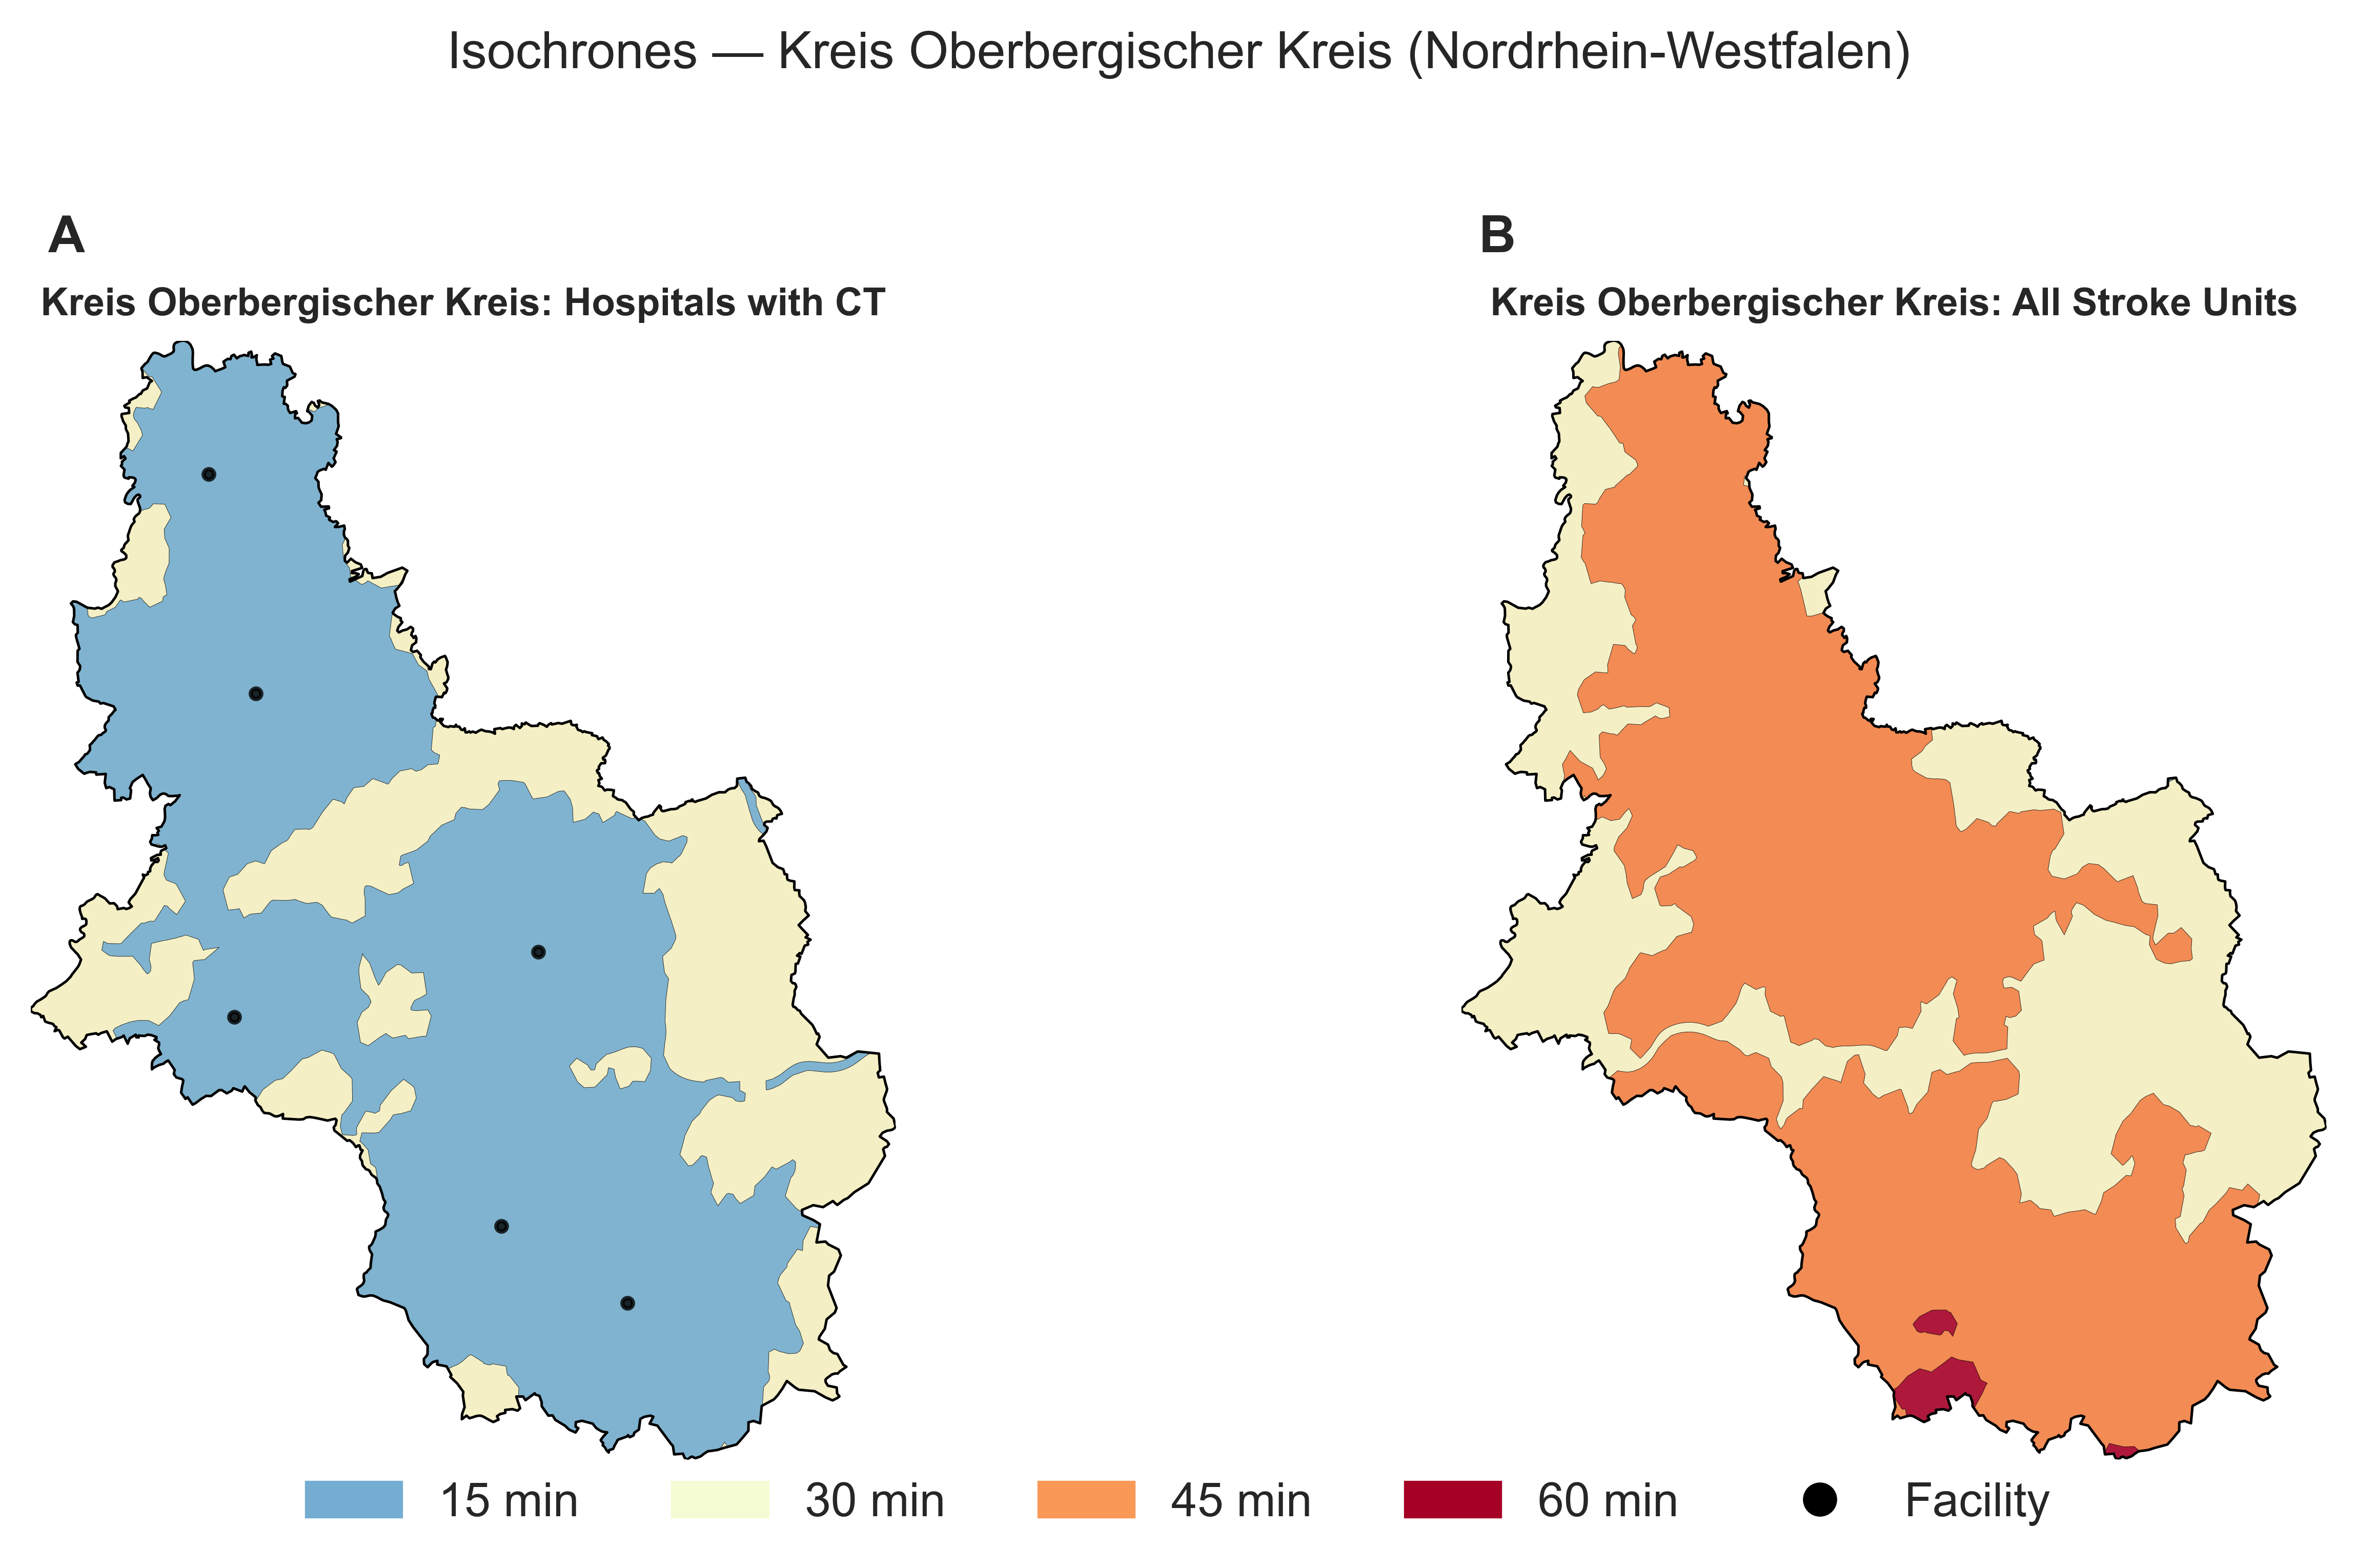 Isochrones — Kreis Oberbergischer Kreis (Nordrhein-Westfalen)
A
Kreis Oberbergischer Kreis: Hospitals with CT
B
Kreis Oberbergischer Kreis: All Stroke Units
15 min
30 min
45 min
60 min
Facility